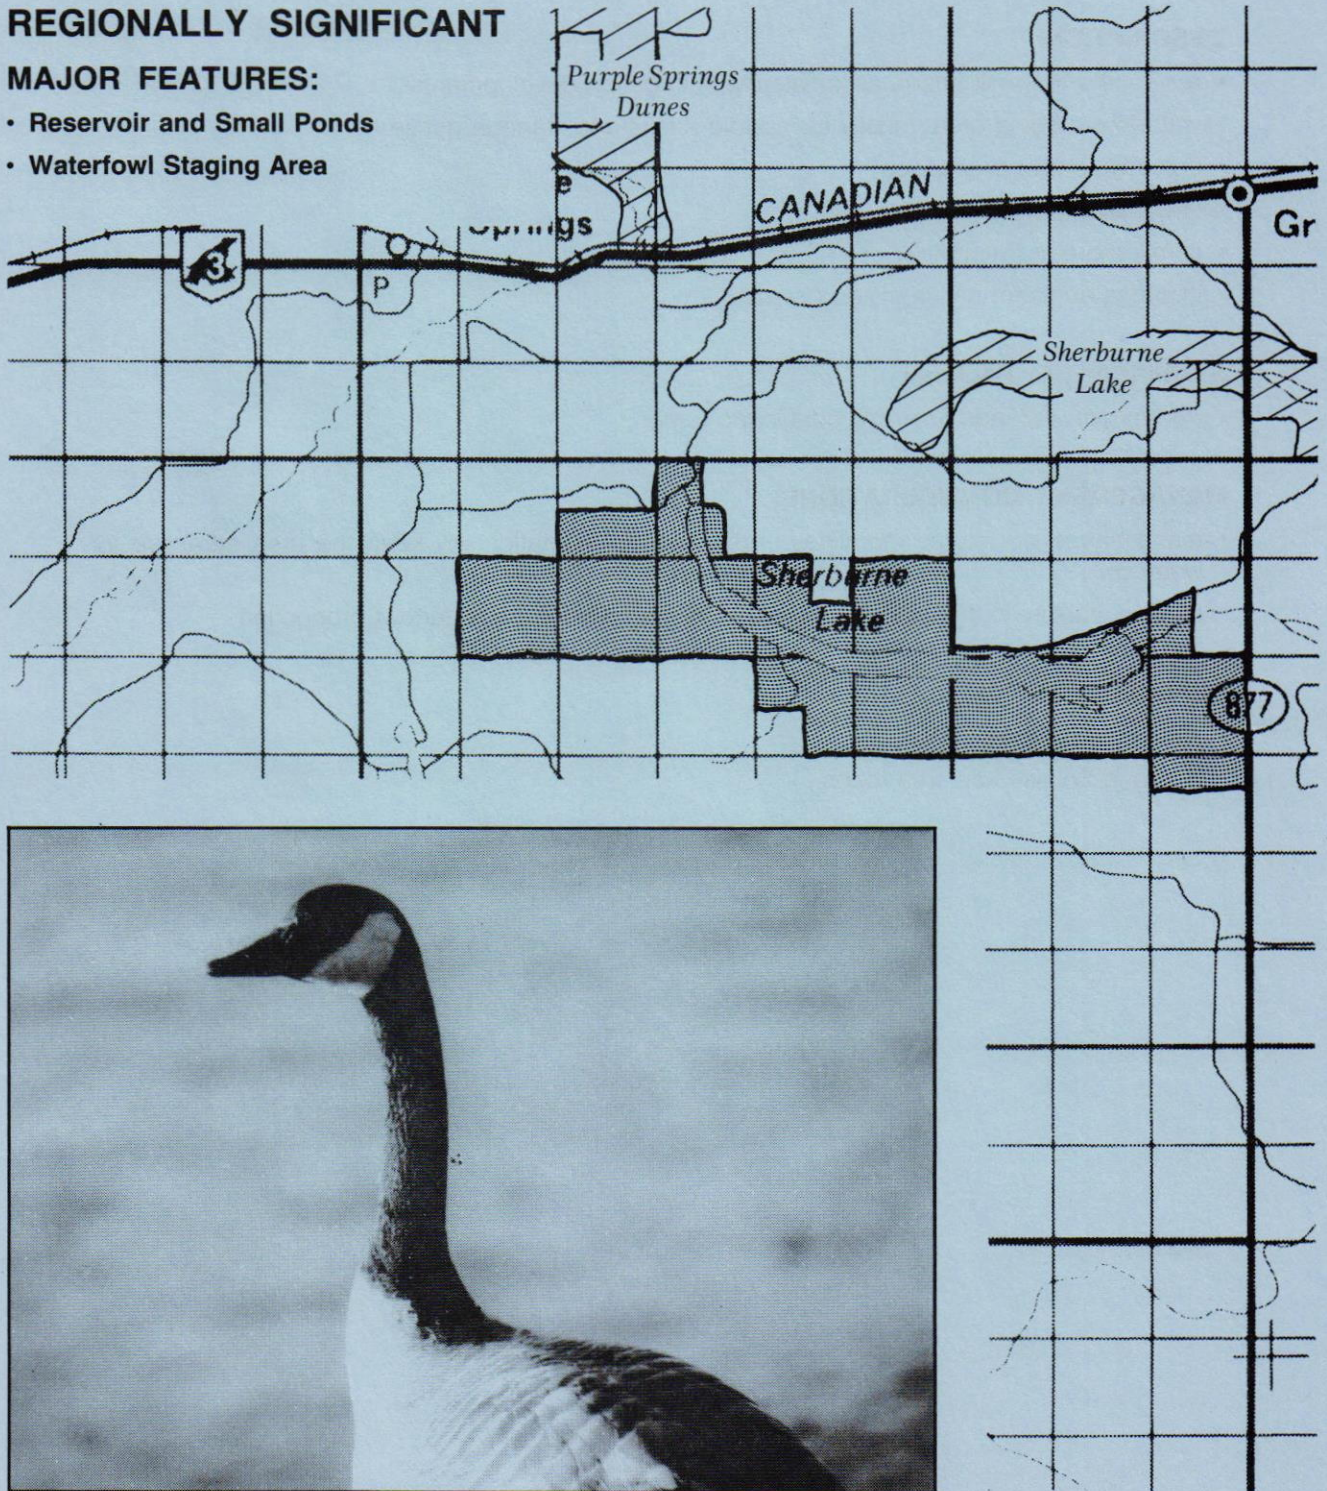 REGIONALLY SIGNIFICANT
MAJOR FEATURES:
• Reservoir and Small Ponds
• Waterfowl Staging Area
Purple Springs
Dunes
e
Springs
CANADIAN
Gr
3
P
Sherburne
Lake
Sherburne
Lake
877